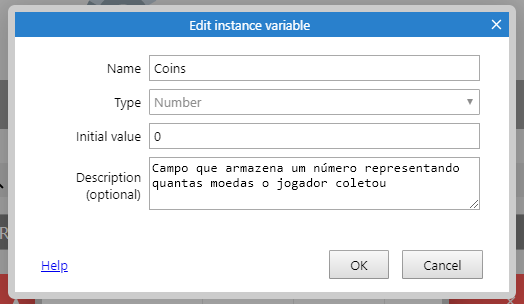 Edit instance variable
Name Coins
Type Number
Initial value 0
Description
(optional)
Campo que armazena um número representando
quantas moedas o jogador coletou
Help OK Cancel
R